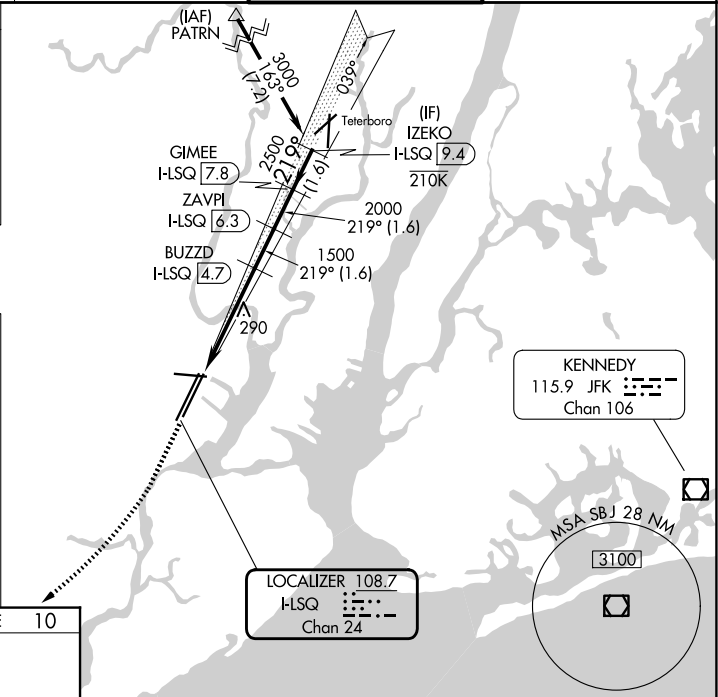 (IAF)
PATRN
3000
163°
(7.2)
039°
Teterboro
(IF)
IZEKO
I-LSQ 9.4
210K
2500
219°
(1.6)
GIMEE
I-LSQ 7.8
ZAVPI
I-LSQ 6.3
2000
219° (1.6)
BUZZD
I-LSQ 4.7
1500
219° (1.6)
290
KENNEDY
115.9 JFK
Chan 106
MSA SBJ 28 NM
3100
LOCALIZER 108.7
I-LSQ
Chan 24
10